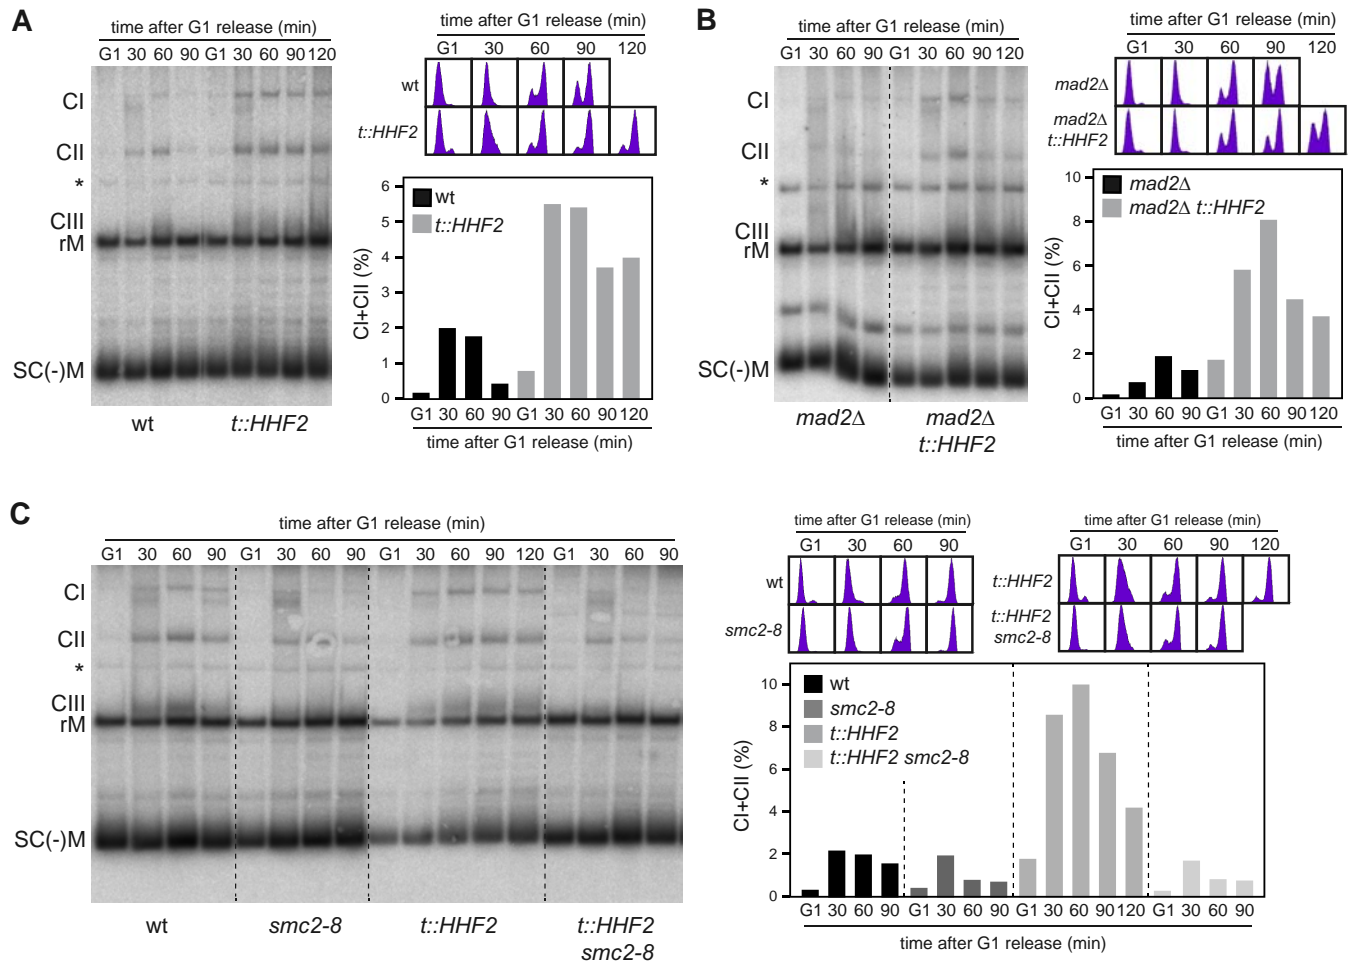 A
time after G1 release (min)
G1 30 60 90 G1 30 60 90 120
CI
CII
*
CIII
rM
SC(-)M
wt
t::HHF2
time after G1 release (min)
G1 30 60 90 120
wt
t::HHF2
6
5
4
3
2
1
0
CI+CII (%)
wt
t::HHF2
G1 30 60 90 G1 30 60 90 120
time after G1 release (min)
B
time after G1 release (min)
G1 30 60 90 G1 30 60 90 120
CI
CII
*
CIII
rM
SC(-)M
mad2Δ
mad2Δ
t::HHF2
time after G1 release (min)
G1 30 60 90 120
mad2Δ
mad2Δ
t::HHF2
10
8
6
4
2
0
CI+CII (%)
mad2Δ
mad2Δ t::HHF2
G1 30 60 90 G1 30 60 90 120
time after G1 release (min)
C
time after G1 release (min)
G1 30 60 90 G1 30 60 90 G1 30 60 90 120 G1 30 60 90
CI
CII
*
CIII
rM
SC(-)M
wt
smc2-8
t::HHF2
t::HHF2
smc2-8
time after G1 release (min)
G1 30 60 90
wt
smc2-8
time after G1 release (min)
G1 30 60 90 120
t::HHF2
t::HHF2
smc2-8
10
8
6
4
2
0
CI+CII (%)
wt
smc2-8
t::HHF2
t::HHF2 smc2-8
G1 30 60 90 G1 30 60 90 G1 30 60 90 120 G1 30 60 90
time after G1 release (min)